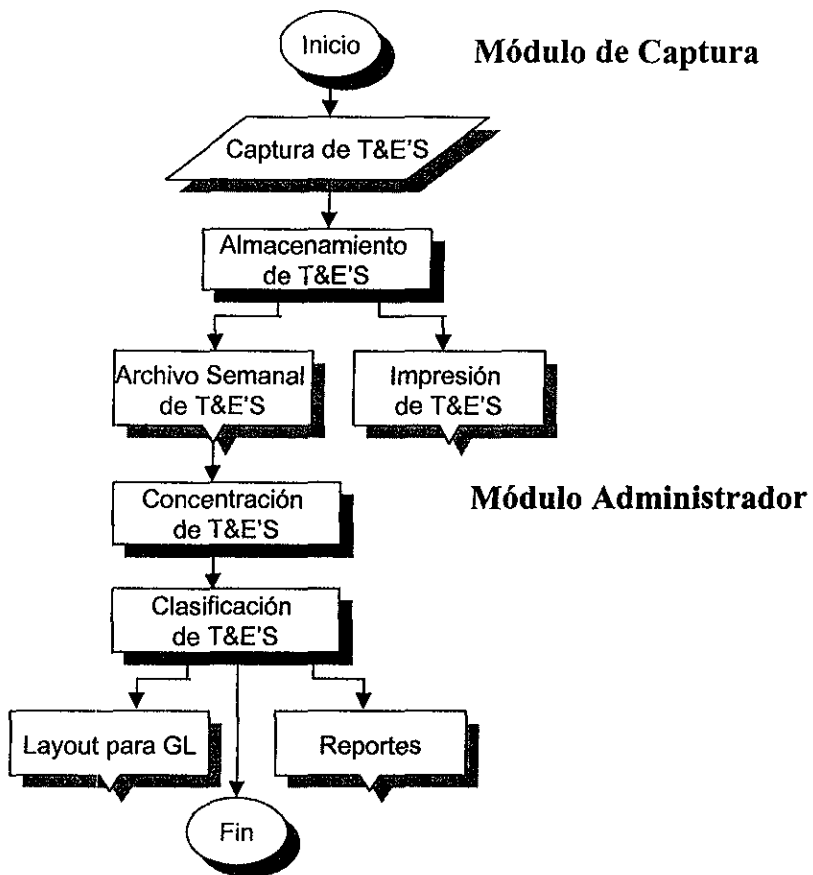 Inicio
Módulo de Captura
Captura de T&E'S
Almacenamiento
de T&E'S
Archivo Semanal
de T&E'S
Impresión
de T&E'S
Concentración
de T&E'S
Módulo Administrador
Clasificación
de T&E'S
Layout para GL
Reportes
Fin